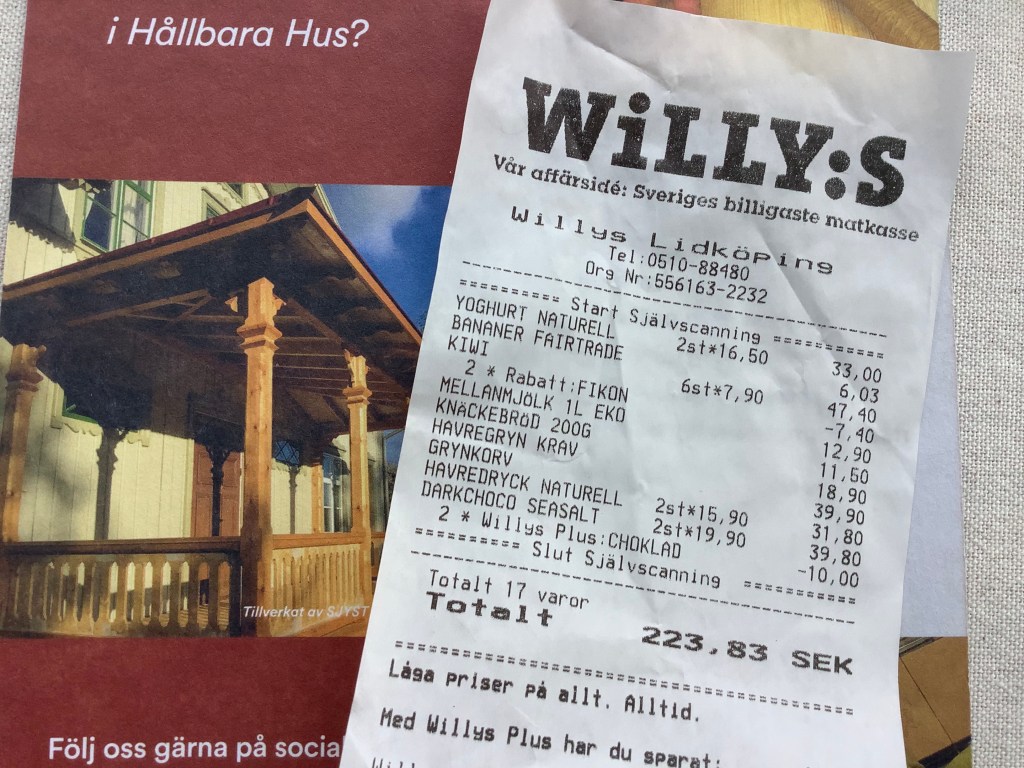 i Hållbara Hus?
WiLLY:S
Vår affärsidé: Sveriges billigaste matkasse
Willys Lidköping
Tel:0510-88480
Org Nr:556163-2232
========== Start Självscanning ===========
YOGHURT NATURELL 2st*16,50 33,00
BANANER FAIRTRADE 6,03
KIWI 6st*7,90 47,40
2 * Rabatt:FIKON -7,40
MELLANMJÖLK 1L EKO 12,90
KNÄCKEBRÖD 200G 11,50
HAVREGRYN KRAV 18,90
GRYNKORV 39,90
HAVREDRYCK NATURELL 2st*15,90 31,80
DARKCHOCO SEASALT 2st*19,90 39,80
2 * Willys Plus:CHOKLAD -10,00
========== Slut Självscanning ===========
Totalt 17 varor
Totalt 223,83 SEK
Låga priser på allt. Alltid.
Med Willys Plus har du sparat:
Tillverkat av SJYST
Följ oss gärna på social